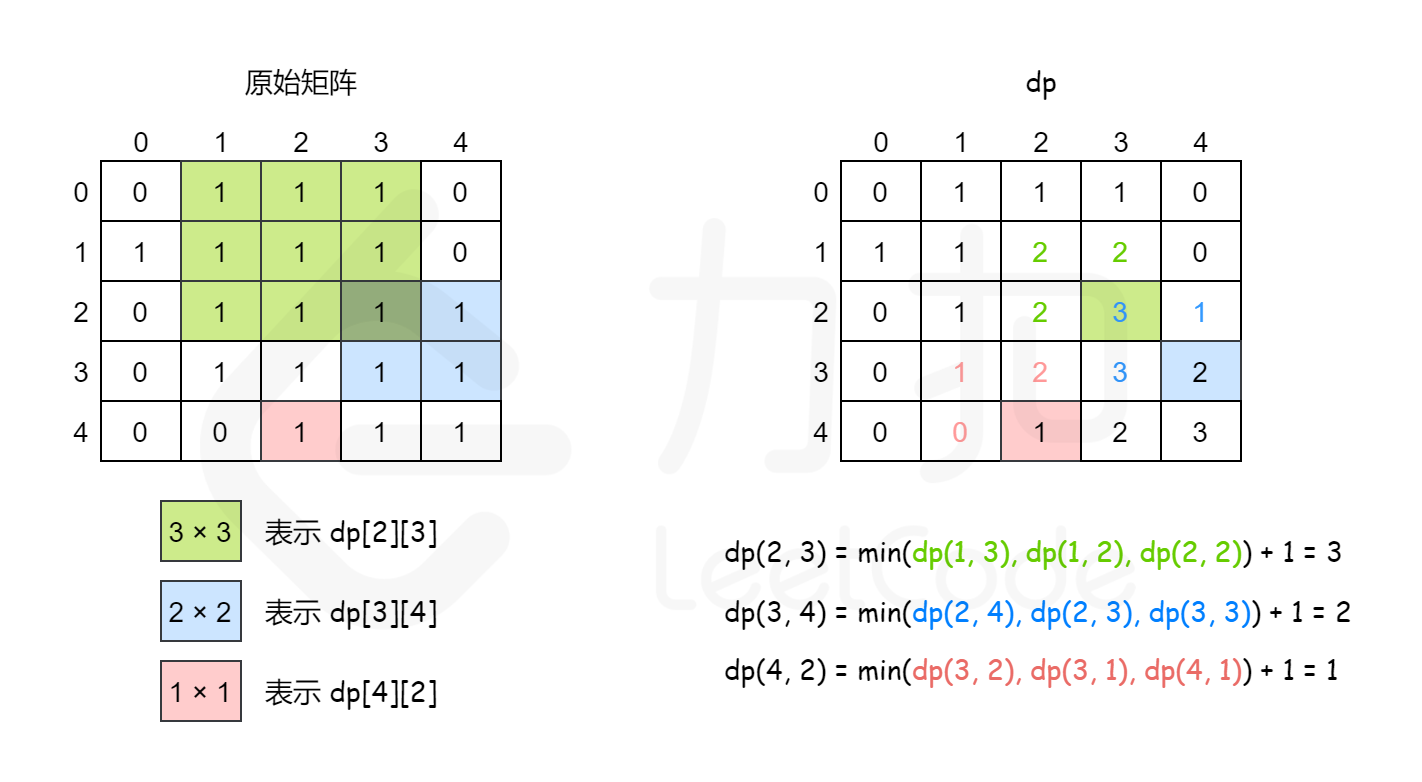 原始矩阵
0 1 2 3 4
0 0 1 1 1 0
1 1 1 1 1 0
2 0 1 1 1 1
3 0 1 1 1 1
4 0 0 1 1 1
3 × 3 表示 dp[2][3]
2 × 2 表示 dp[3][4]
1 × 1 表示 dp[4][2]
dp
0 1 2 3 4
0 0 1 1 1 0
1 1 1 2 2 0
2 0 1 2 3 1
3 0 1 2 3 2
4 0 0 1 2 3
dp(2, 3) = min(dp(1, 3), dp(1, 2), dp(2, 2)) + 1 = 3
dp(3, 4) = min(dp(2, 4), dp(2, 3), dp(3, 3)) + 1 = 2
dp(4, 2) = min(dp(3, 2), dp(3, 1), dp(4, 1)) + 1 = 1
力扣
LeetCode